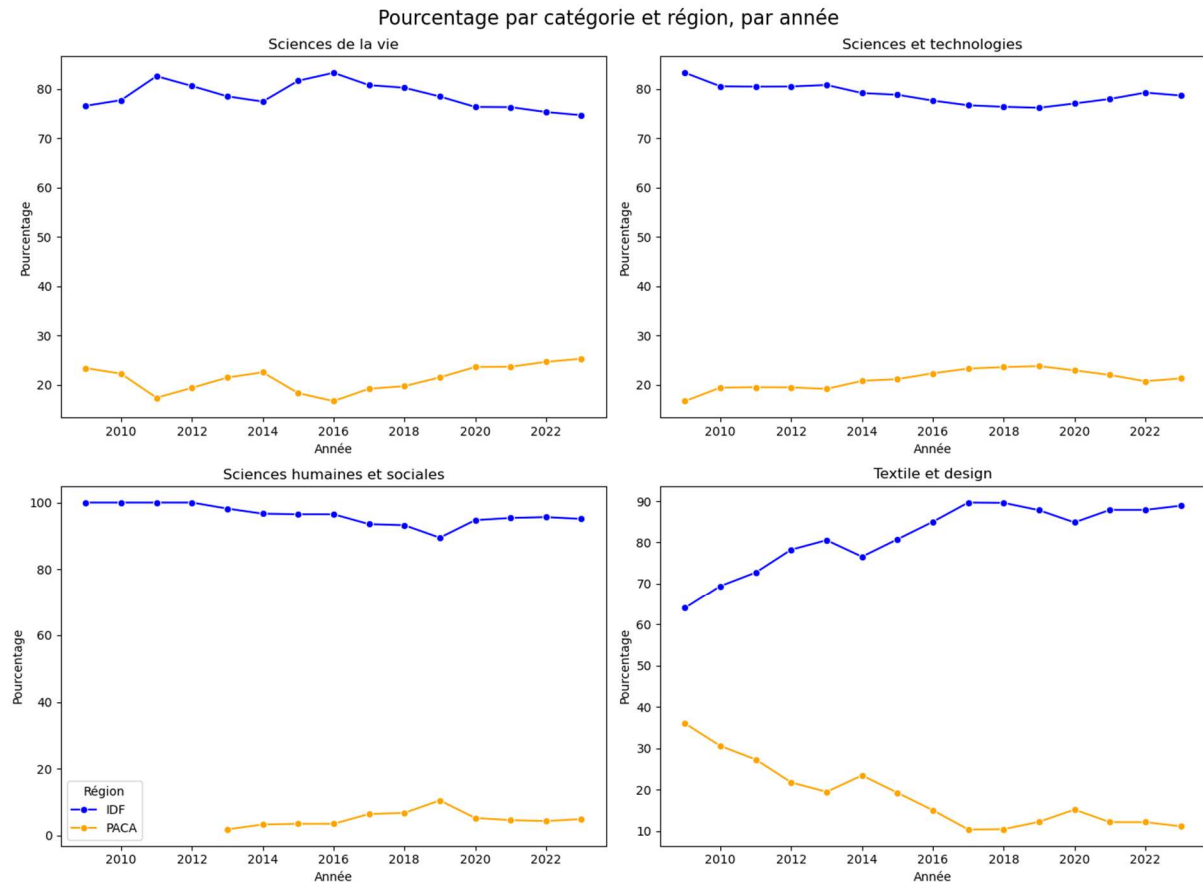 Pourcentage par catégorie et région, par année
Sciences de la vie
Pourcentage
80
70
60
50
40
30
20
2010 2012 2014 2016 2018 2020 2022
Année
Sciences et technologies
Pourcentage
80
70
60
50
40
30
20
2010 2012 2014 2016 2018 2020 2022
Année
Sciences humaines et sociales
Pourcentage
100
80
60
40
20
0
Région
IDF
PACA
2010 2012 2014 2016 2018 2020 2022
Année
Textile et design
Pourcentage
90
80
70
60
50
40
30
20
10
2010 2012 2014 2016 2018 2020 2022
Année